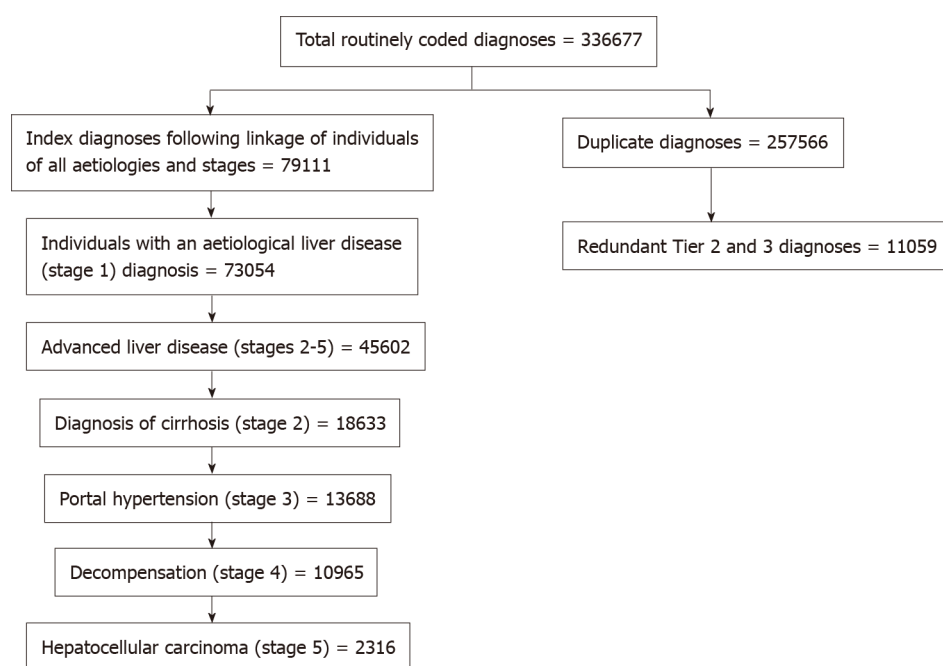 Total routinely coded diagnoses = 336677
Index diagnoses following linkage of individuals
of all aetiologies and stages = 79111
Duplicate diagnoses = 257566
Individuals with an aetiological liver disease
(stage 1) diagnosis = 73054
Redundant Tier 2 and 3 diagnoses = 11059
Advanced liver disease (stages 2-5) = 45602
Diagnosis of cirrhosis (stage 2) = 18633
Portal hypertension (stage 3) = 13688
Decompensation (stage 4) = 10965
Hepatocellular carcinoma (stage 5) = 2316